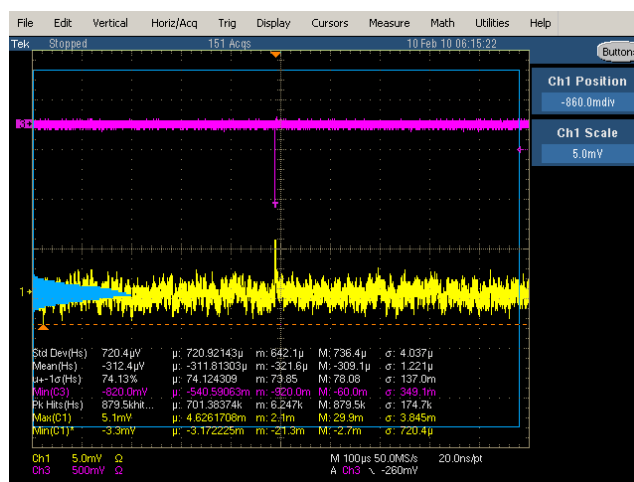 File Edit Vertical Horiz/Acq Trig Display Cursors Measure Math Utilities Help
Tek Stopped 151 Acqs 10 Feb 10 06:15:22
Buttons
Ch1 Position
-860.0mdiv
Ch1 Scale
5.0mV
3
1
Std Dev(Hs) 720.4µV µ: 720.92143µ m: 642.1µ M: 736.4µ σ: 4.037µ
Mean(Hs) -312.4µV µ: -311.81303µ m: -321.6µ M: -309.1µ σ: 1.221µ
µ+-1σ(Hs) 74.13% µ: 74.124309 m: 73.85 M: 78.08 σ: 137.0m
Min(C3) -820.0mV µ: -540.59063m m: -920.0m M: -60.0m σ: 349.1m
Pk Hits(Hs) 879.5khit... µ: 701.38374k m: 6.247k M: 879.5k σ: 174.7k
Max(C1) 5.1mV µ: 4.6261708m m: 2.1m M: 29.9m σ: 3.845m
Min(C1)* -3.3mV µ: -3.172225m m: -21.3m M: -2.7m σ: 720.4µ
Ch1 5.0mV Ω M 100µs 50.0MS/s 20.0ns/pt
Ch3 500mV Ω A Ch3 -260mV